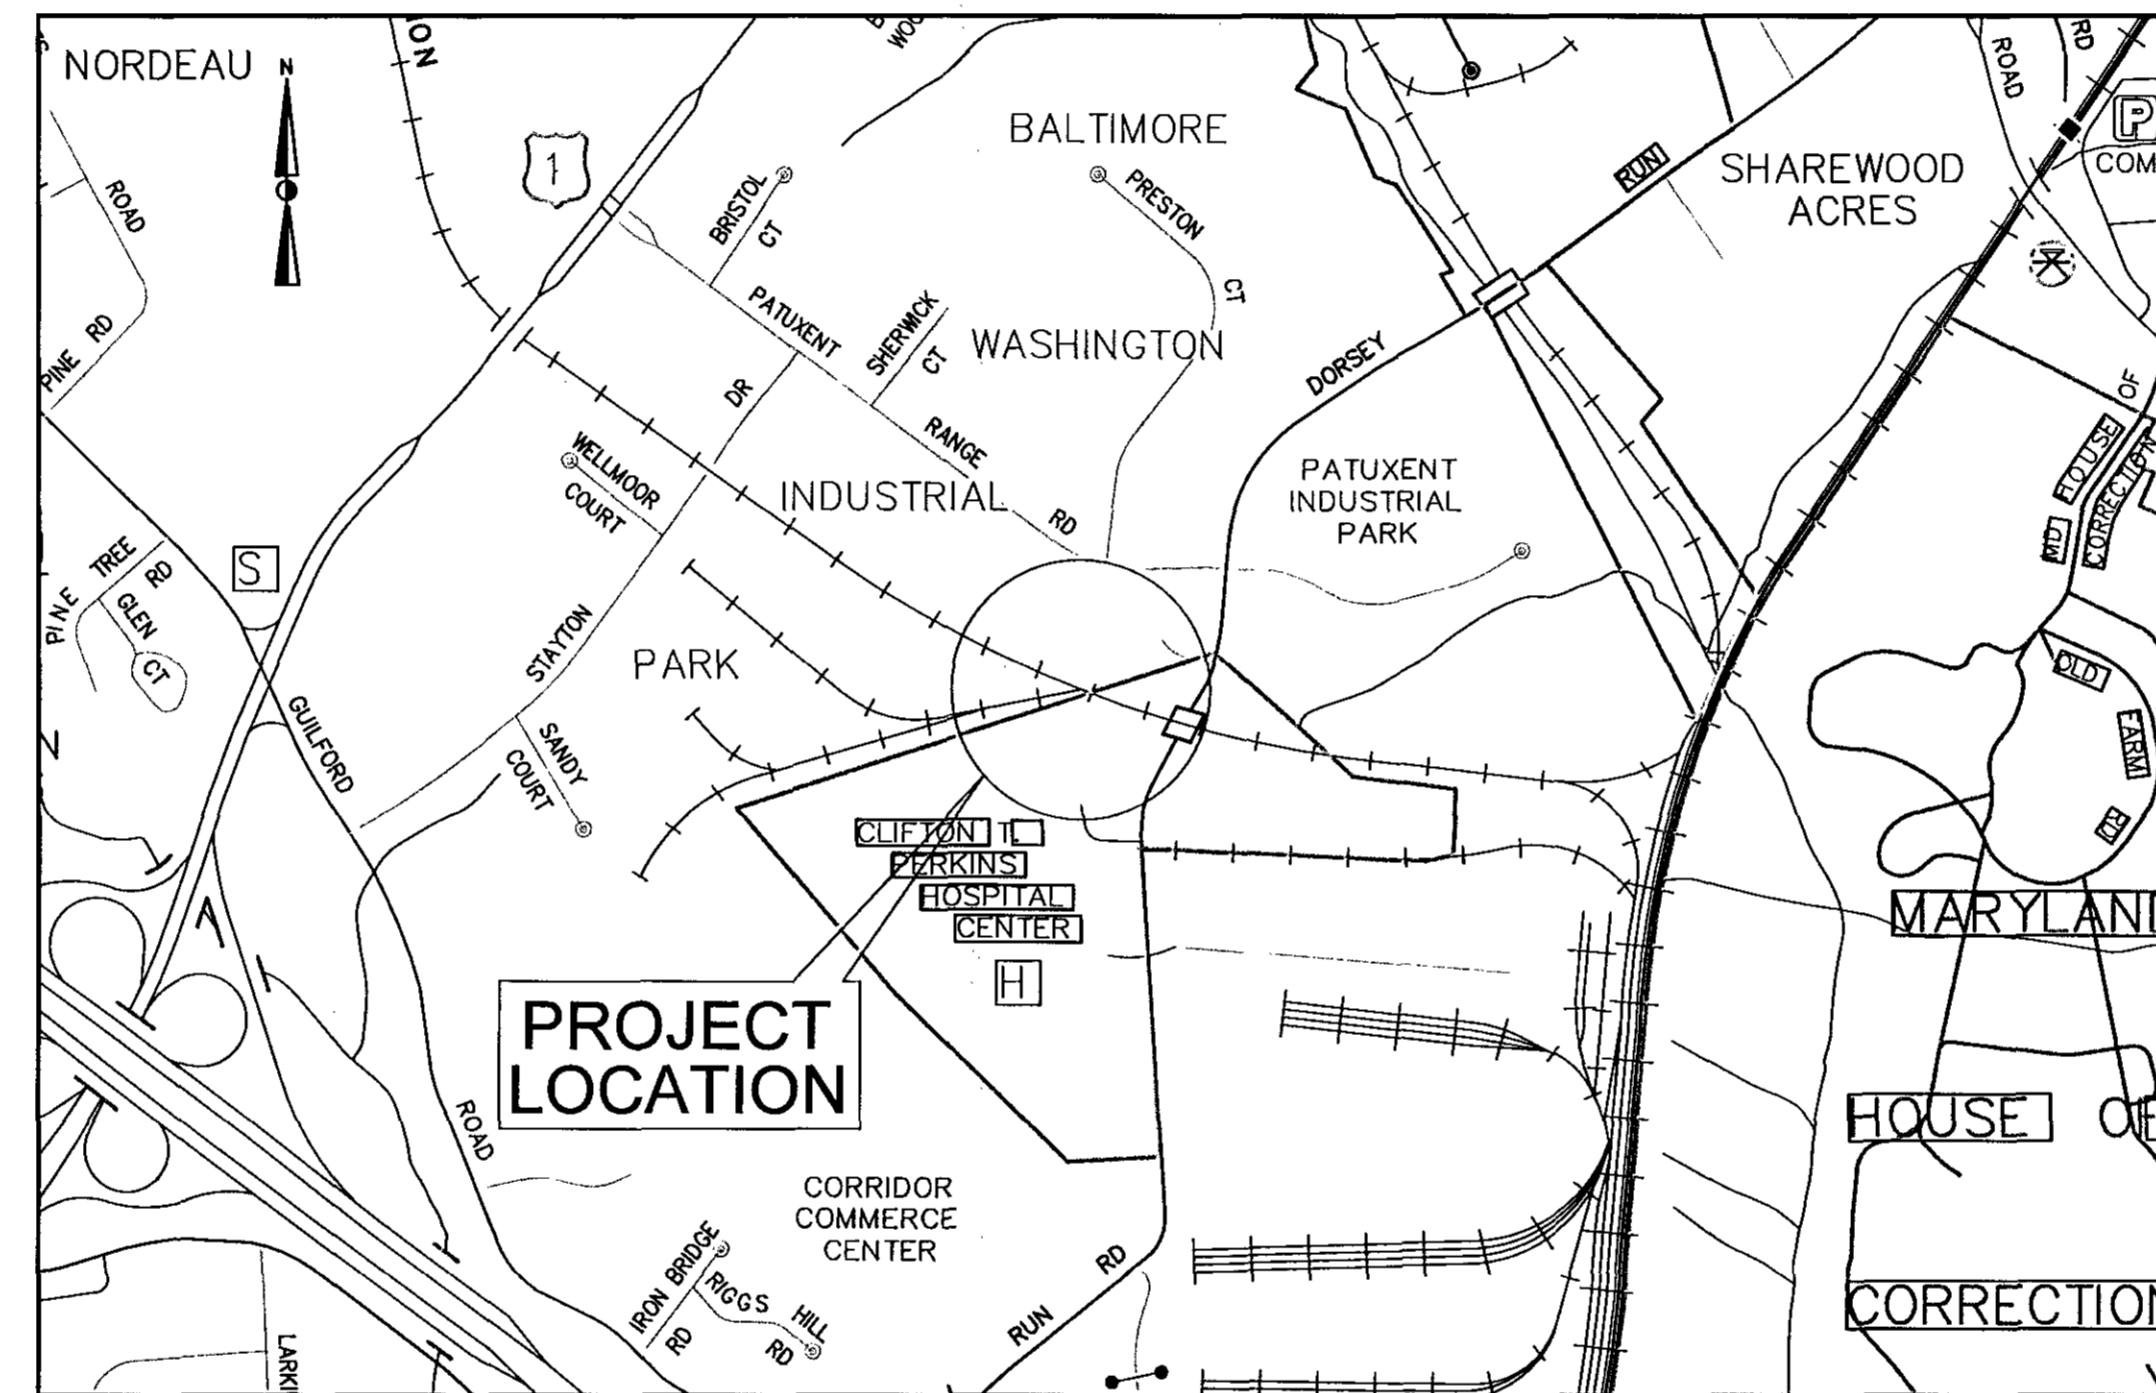 NORDEAU
N
1
BALTIMORE
WASHINGTON
INDUSTRIAL
PARK
BRISTOL
CT
PRESTON
CT
PATUXENT
RANGE
RD
SHERWICK
CT
STAYTON
DR
WELLMOOR
COURT
SANDY
COURT
ROAD
PINE RD
PINE TREE
RD
GLEN
CT
S
GUILFORD
ROAD
DORSEY
RUN
SHAREWOOD
ACRES
ROAD
RD
P
COM
PATUXENT
INDUSTRIAL
PARK
MD HOUSE OF
CORRECTION
OLD
FARM
RD
CLIFTON T.
PERKINS
HOSPITAL
CENTER
H
PROJECT
LOCATION
MARYLAND
HOUSE OF
CORRECTION
CORRIDOR
COMMERCE
CENTER
IRON BRIDGE
RD
RIGGS HILL
RD
RUN RD